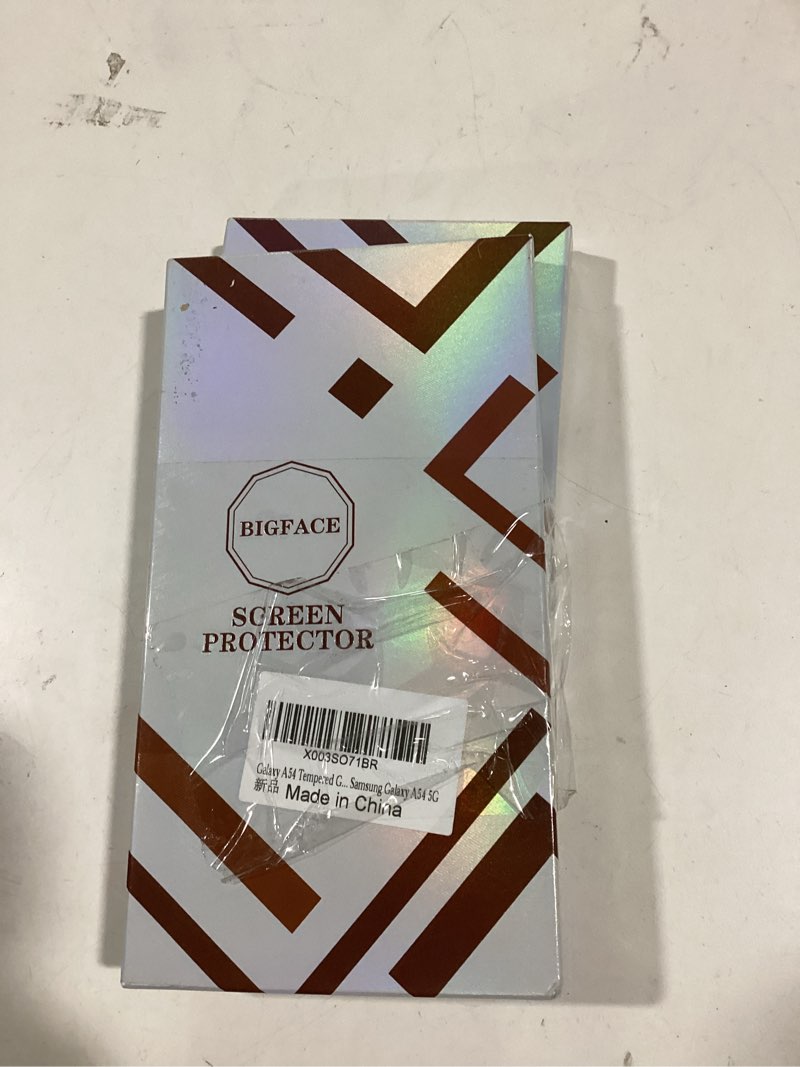 BIGFACE
SCREEN
PROTECTOR
X003SO71BR
Galaxy A54 Tempered G... Samsung Galaxy A54 5G
新品 Made in China